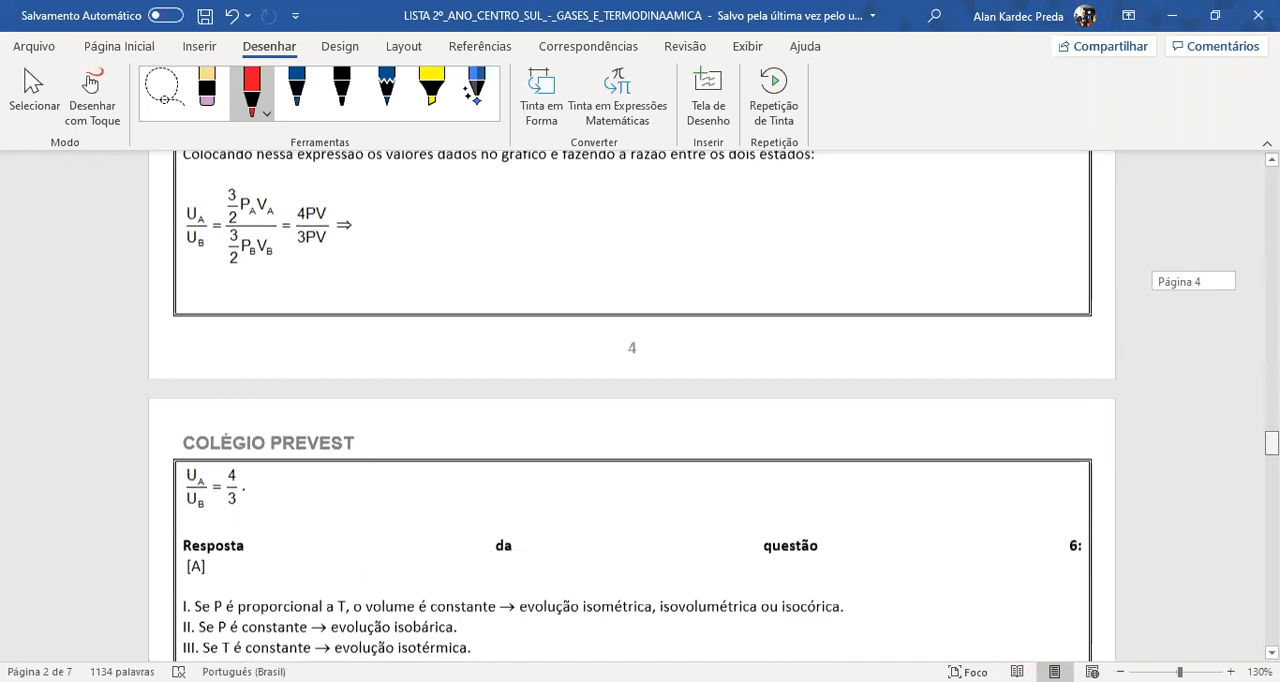 Salvamento Automático
LISTA 2º_ANO_CENTRO_SUL_-_GASES_E_TERMODINAAMICA - Salvo pela última vez pelo u...
Alan Kardec Preda
Arquivo Página Inicial Inserir Desenhar Design Layout Referências Correspondências Revisão Exibir Ajuda
Compartilhar Comentários
Selecionar
Desenhar com Toque
Tinta em Forma
Tinta em Expressões Matemáticas
Tela de Desenho
Repetição de Tinta
Modo Ferramentas Converter Inserir Repetição
Colocando nessa expressão os valores dados no gráfico e fazendo a razão entre os dois estados:
U_A/U_B = (3/2 P_A V_A)/(3/2 P_B V_B) = 4PV/3PV ⇒
Página 4
4
COLÉGIO PREVEST
U_A/U_B = 4/3 .
Resposta da questão 6:
[A]
I. Se P é proporcional a T, o volume é constante → evolução isométrica, isovolumétrica ou isocórica.
II. Se P é constante → evolução isobárica.
III. Se T é constante → evolução isotérmica.
Página 2 de 7 1134 palavras Português (Brasil) Foco 130%